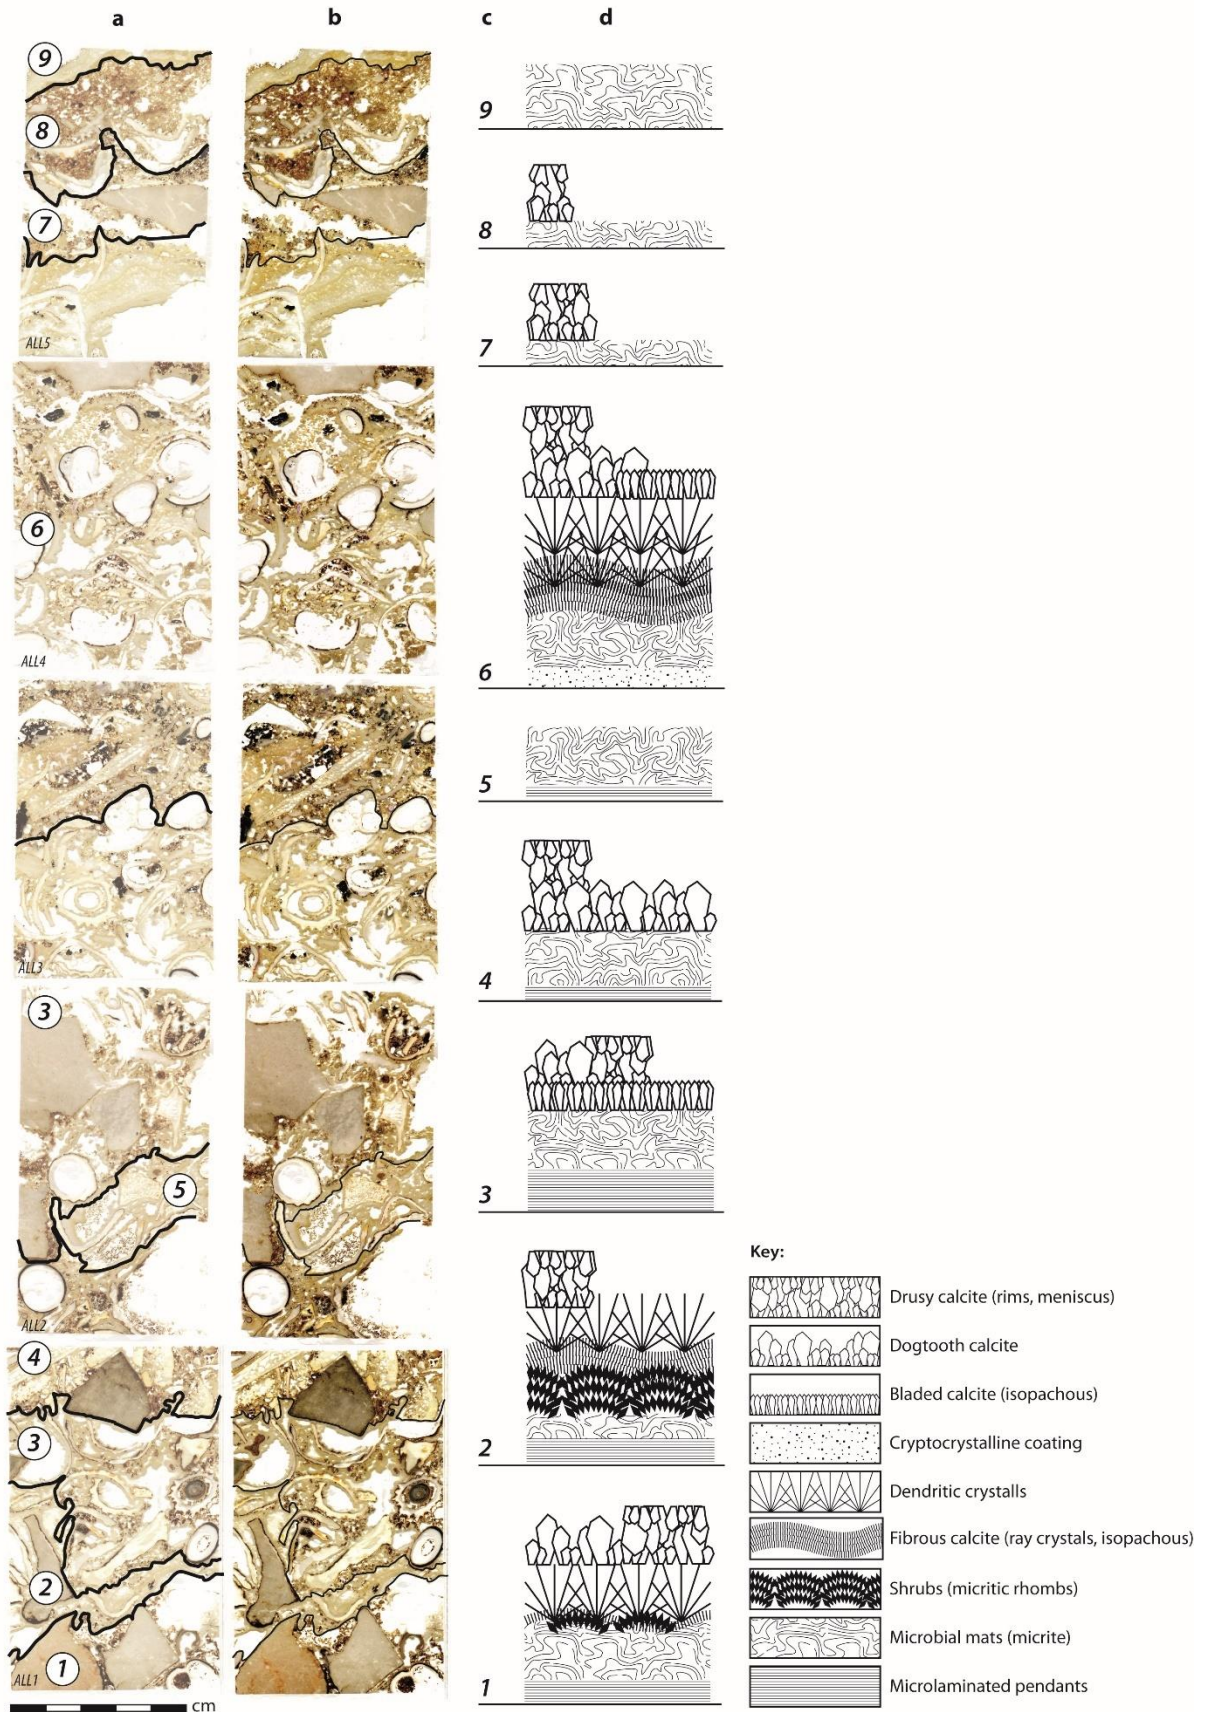 a b c d
9
8
7
ALL5
6
ALL4
ALL3
3
5
ALL2
4
3
2
1
ALL1
cm
9
8
7
6
5
4
3
2
1
Key:
Drusy calcite (rims, meniscus)
Dogtooth calcite
Bladed calcite (isopachous)
Cryptocrystalline coating
Dendritic crystals
Fibrous calcite (ray crystals, isopachous)
Shrubs (micritic rhombs)
Microbial mats (micrite)
Microlaminated pendants